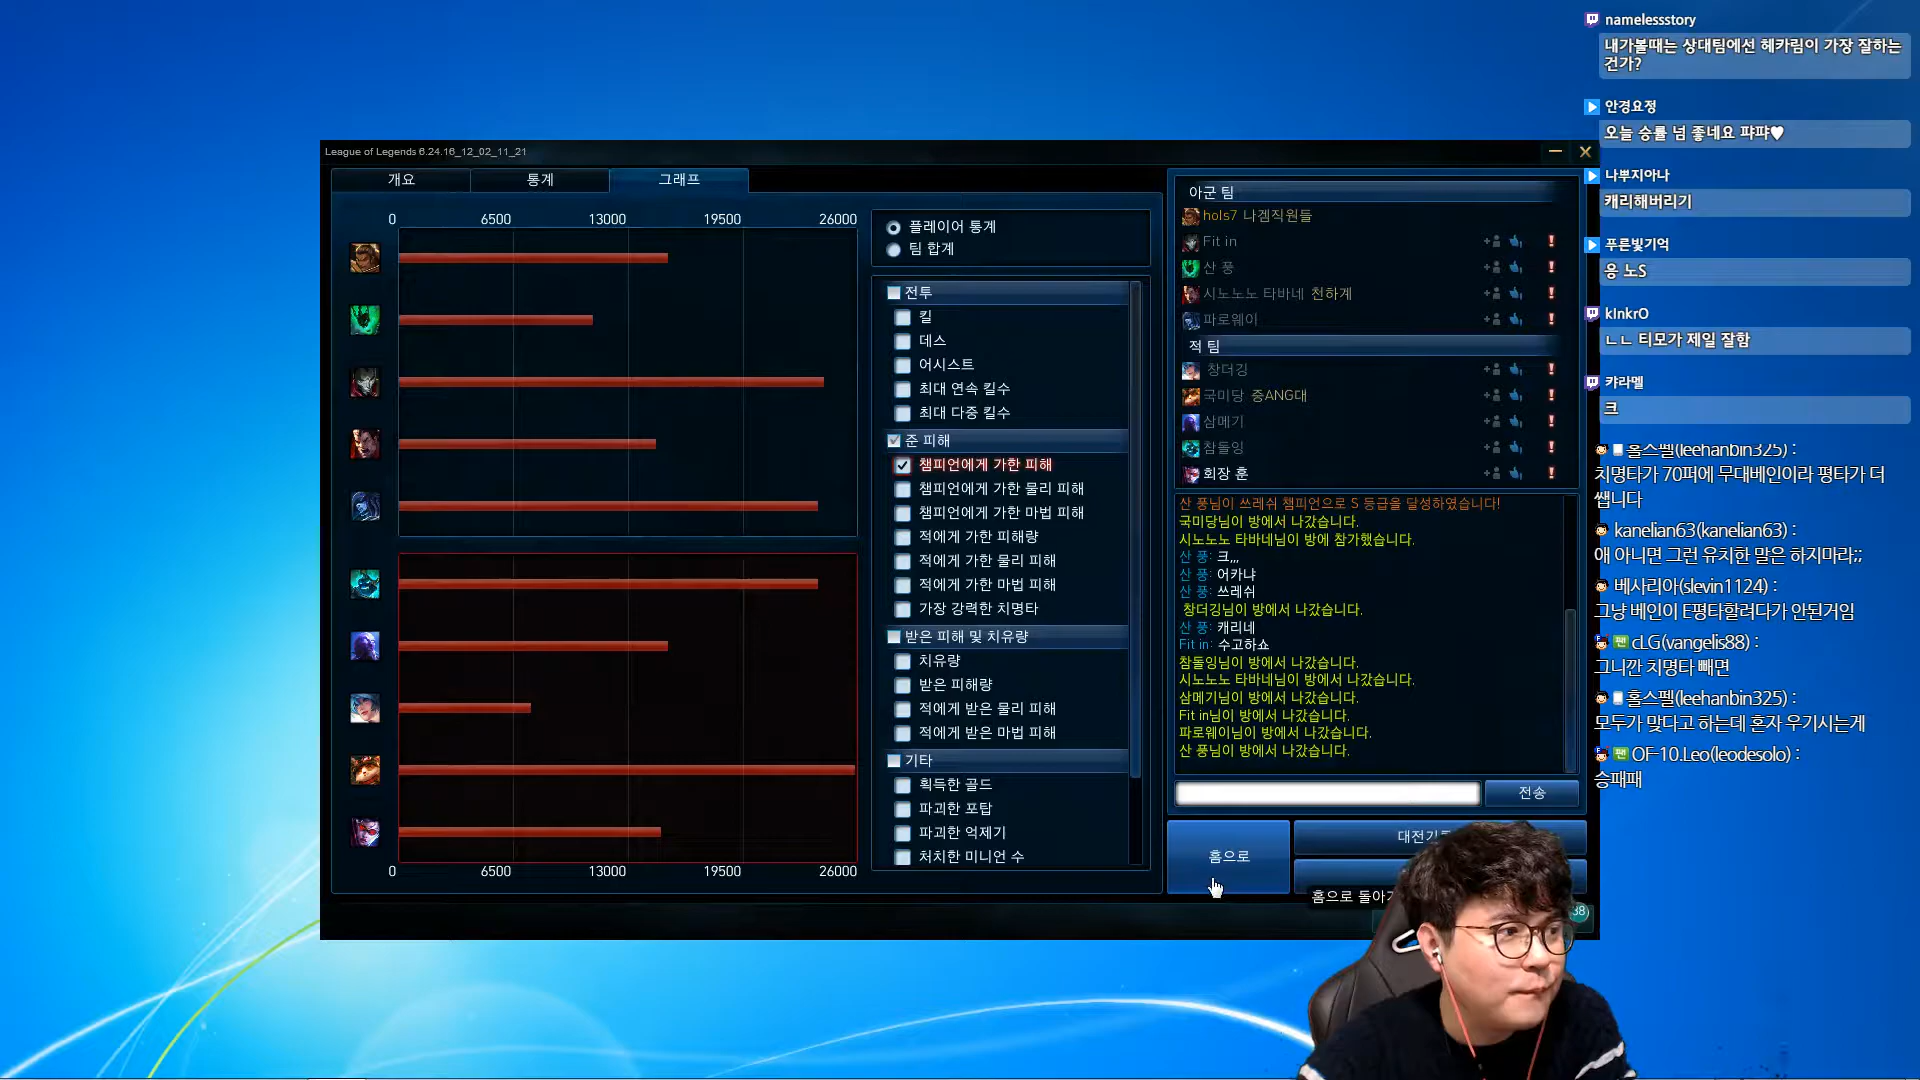 League of Legends 6.24.16_12_02_11_21
개요
통계
그래프
0 6500 13000 19500 26000
0 6500 13000 19500 26000
플레이어 통계
팀 합계
전투
킬
데스
어시스트
최대 연속 킬수
최대 다중 킬수
준 피해
챔피언에게 가한 피해
챔피언에게 가한 물리 피해
챔피언에게 가한 마법 피해
적에게 가한 피해량
적에게 가한 물리 피해
적에게 가한 마법 피해
가장 강력한 치명타
받은 피해 및 치유량
치유량
받은 피해량
적에게 받은 물리 피해
적에게 받은 마법 피해
기타
획득한 골드
파괴한 포탑
파괴한 억제기
처치한 미니언 수
아군 팀
hols7 나겜직원들
Fit in
산 풍
시노노노 타바네 천하게
파로웨이
적 팀
창더깅
국미당 중ANG대
삼메기
참돌잉
회장 훈
산 풍님이 쓰레쉬 챔피언으로 S 등급을 달성하였습니다!
국미당님이 방에서 나갔습니다.
시노노노 타바네님이 방에 참가했습니다.
산 풍: 크,,,
산 풍: 어카냐
산 풍: 쓰레쉬
창더깅님이 방에서 나갔습니다.
산 풍: 캐리네
Fit in: 수고하쇼
참돌잉님이 방에서 나갔습니다.
시노노노 타바네님이 방에서 나갔습니다.
삼메기님이 방에서 나갔습니다.
Fit in님이 방에서 나갔습니다.
파로웨이님이 방에서 나갔습니다.
산 풍님이 방에서 나갔습니다.
전송
홈으로
대전기
홈으로 돌아가
38)
namelessstory
내가볼때는 상대팀에선 헤카림이 가장 잘하는
건가?
안경요정
오늘 승률 넘 좋네요 퍄퍄♥
나뿌지아나
캐리해버리기
푸른빛기억
응 노S
kInkrO
ㄴㄴ 티모가 제일 잘함
캬라멜
크
홀스펠(leehanbin325) :
치명타가 70퍼에 무대베인이라 평타가 더
쌥니다
kanelian63(kanelian63) :
애 아니면 그런 유치한 말은 하지마라;;
베사리아(slevin1124) :
그냥 베인이 E평타할려다가 안된거임
팬 cLG(vangelis88) :
그니깐 치명타 빼면
홀스펠(leehanbin325) :
모두가 맞다고 하는데 혼자 우기시는게
팬 OF-10.Leo(leodesolo) :
승패패